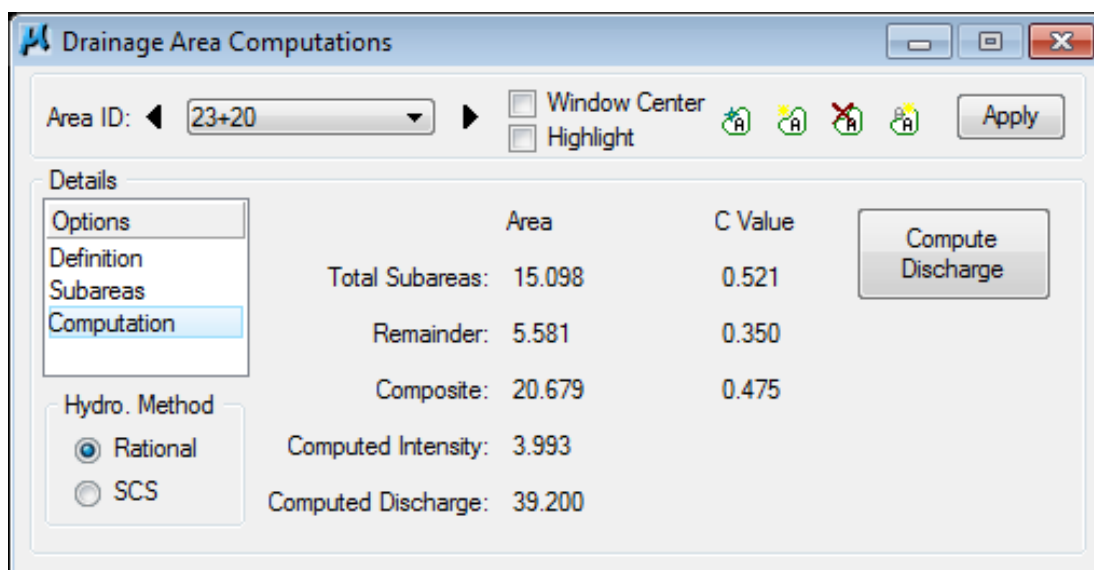 Drainage Area Computations
Area ID: 23+20 Window Center Apply
Highlight
Details
Options Area C Value Compute Discharge
Definition
Subareas Total Subareas: 15.098 0.521
Computation Remainder: 5.581 0.350
Composite: 20.679 0.475
Hydro. Method
Rational Computed Intensity: 3.993
SCS Computed Discharge: 39.200